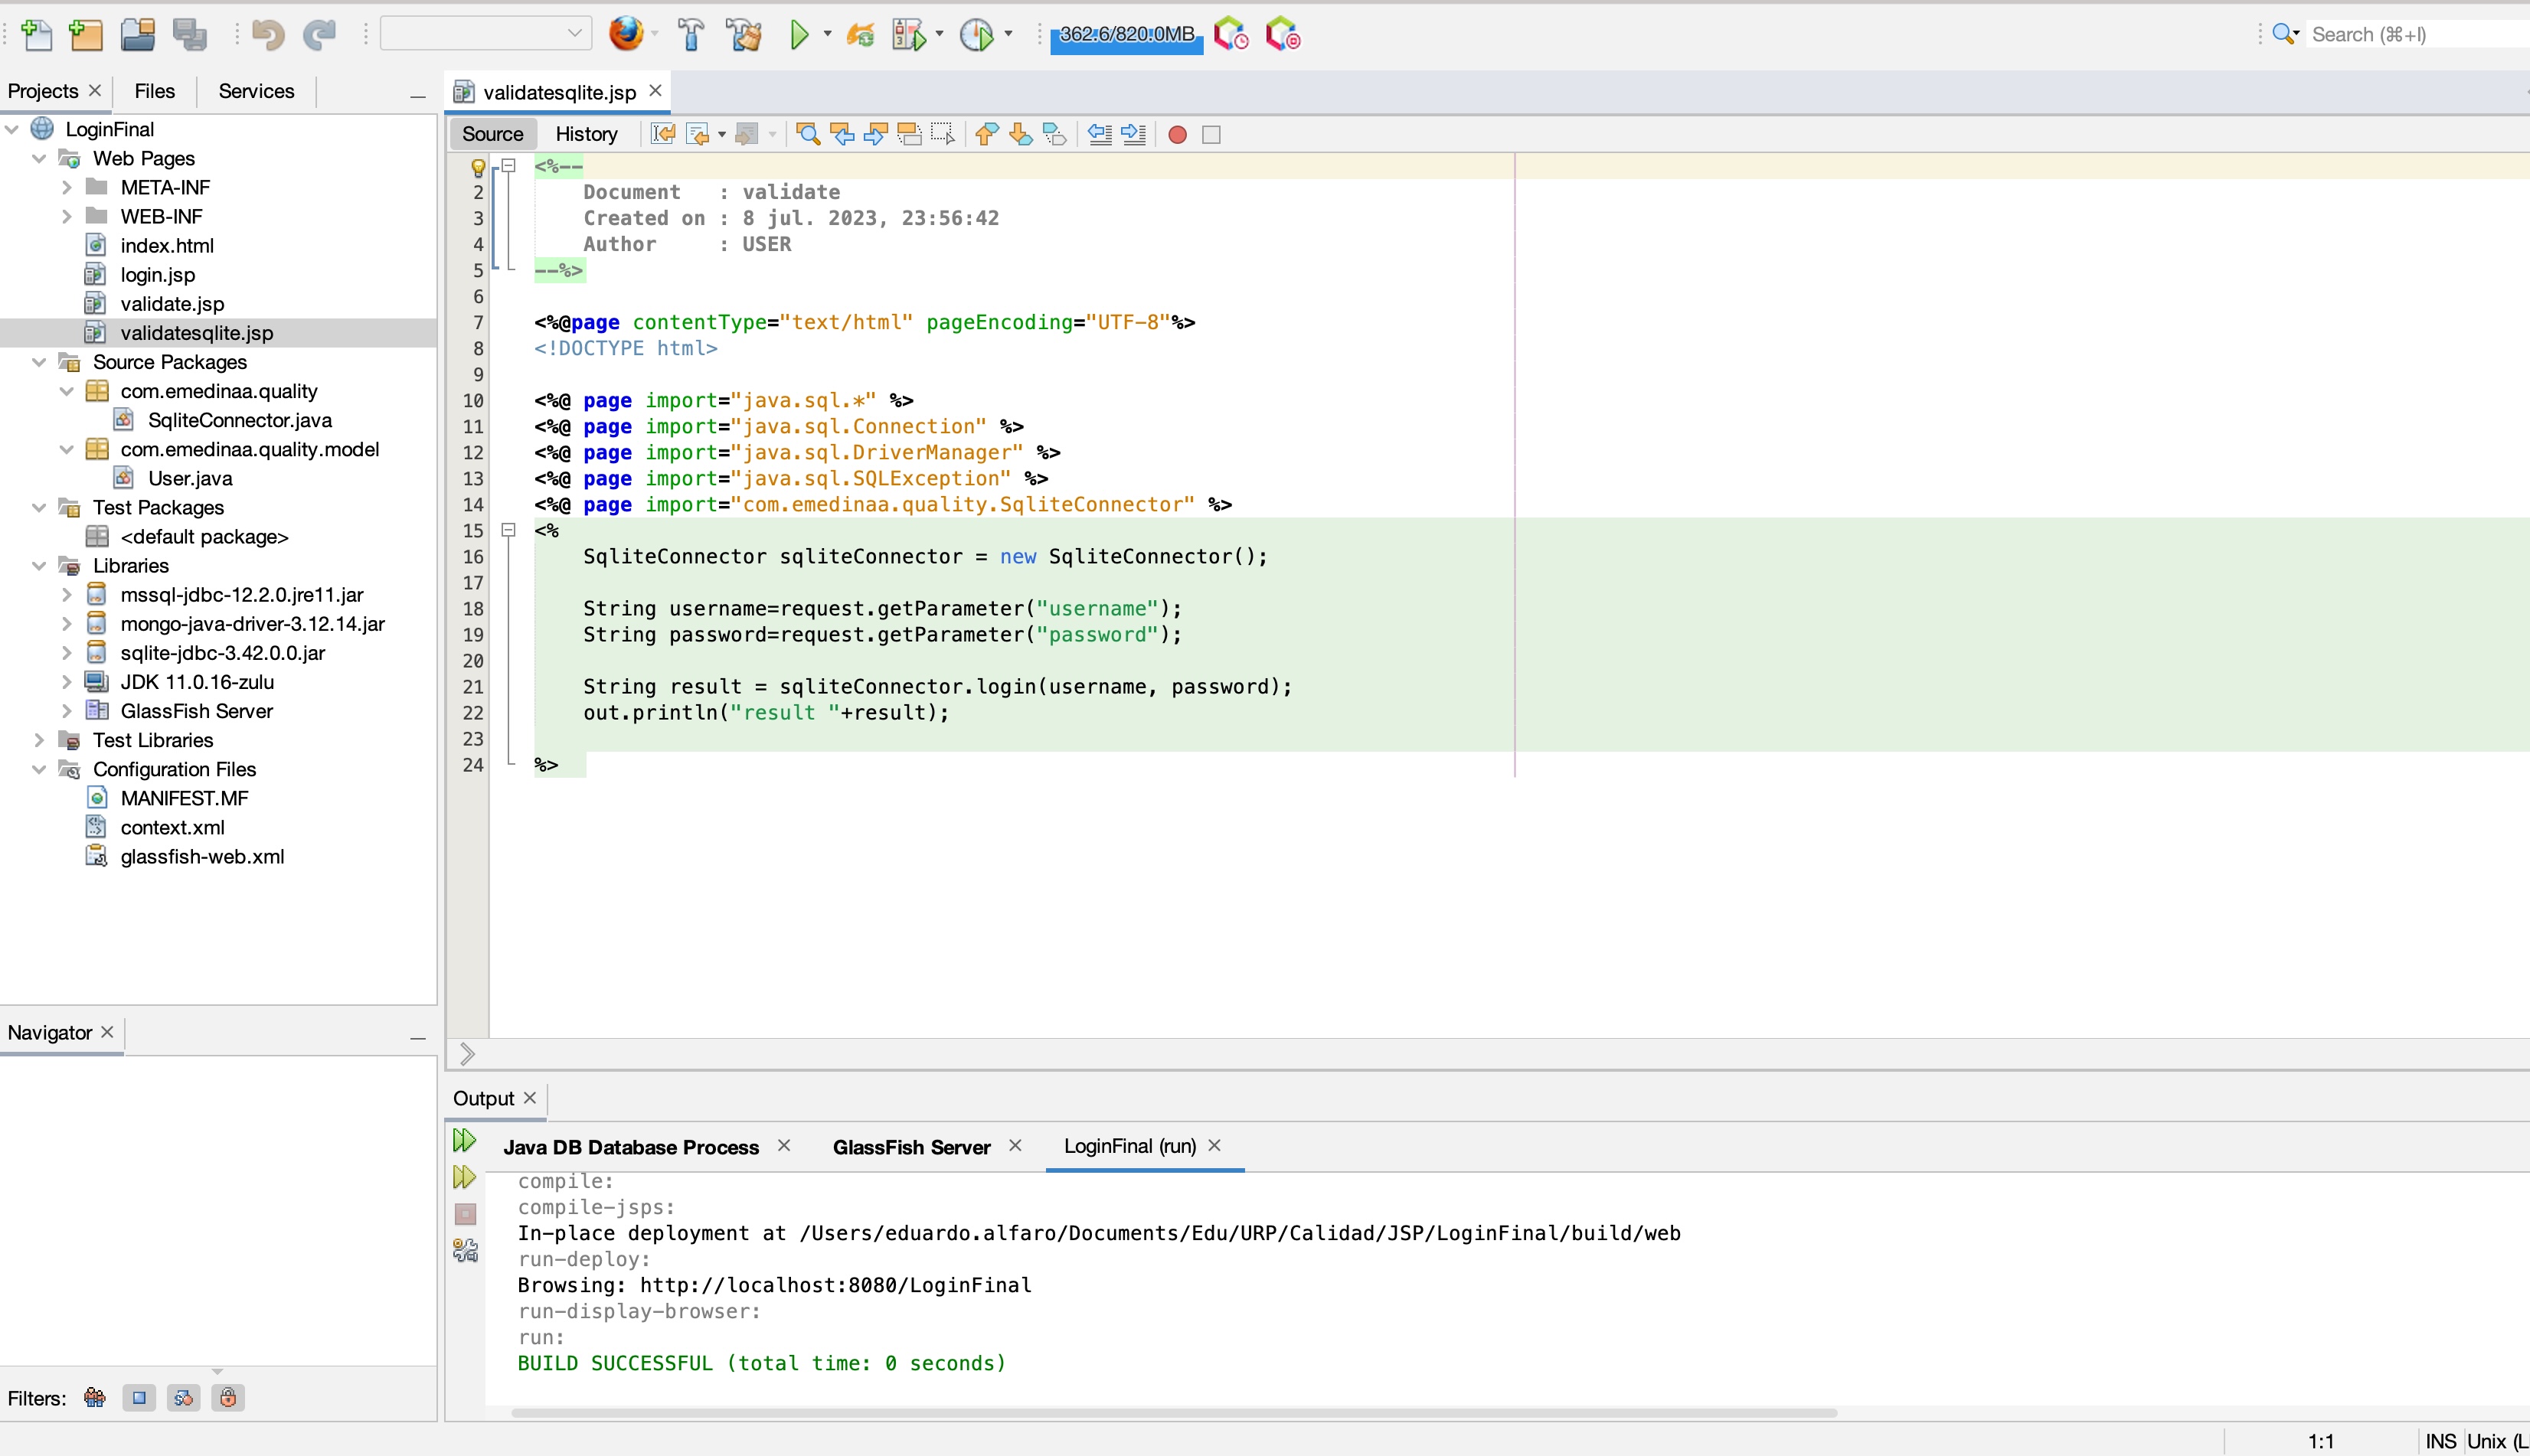 362.6/820.0MB
Search (⌘+I)
Projects
Files
Services
LoginFinal
Web Pages
META-INF
WEB-INF
index.html
login.jsp
validate.jsp
validatesqlite.jsp
Source Packages
com.emedinaa.quality
SqliteConnector.java
com.emedinaa.quality.model
User.java
Test Packages
<default package>
Libraries
mssql-jdbc-12.2.0.jre11.jar
mongo-java-driver-3.12.14.jar
sqlite-jdbc-3.42.0.0.jar
JDK 11.0.16-zulu
GlassFish Server
Test Libraries
Configuration Files
MANIFEST.MF
context.xml
glassfish-web.xml
Navigator
Filters:
validatesqlite.jsp
Source
History
<%--
2     Document   : validate
3     Created on : 8 jul. 2023, 23:56:42
4     Author     : USER
5 --%>
6
7 <%@page contentType="text/html" pageEncoding="UTF-8"%>
8 <!DOCTYPE html>
9
10 <%@ page import="java.sql.*" %>
11 <%@ page import="java.sql.Connection" %>
12 <%@ page import="java.sql.DriverManager" %>
13 <%@ page import="java.sql.SQLException" %>
14 <%@ page import="com.emedinaa.quality.SqliteConnector" %>
15 <%
16     SqliteConnector sqliteConnector = new SqliteConnector();
17
18     String username=request.getParameter("username");
19     String password=request.getParameter("password");
20
21     String result = sqliteConnector.login(username, password);
22     out.println("result "+result);
23
24 %>
Output
Java DB Database Process
GlassFish Server
LoginFinal (run)
compile:
compile-jsps:
In-place deployment at /Users/eduardo.alfaro/Documents/Edu/URP/Calidad/JSP/LoginFinal/build/web
run-deploy:
Browsing: http://localhost:8080/LoginFinal
run-display-browser:
run:
BUILD SUCCESSFUL (total time: 0 seconds)
1:1
INS
Unix (L